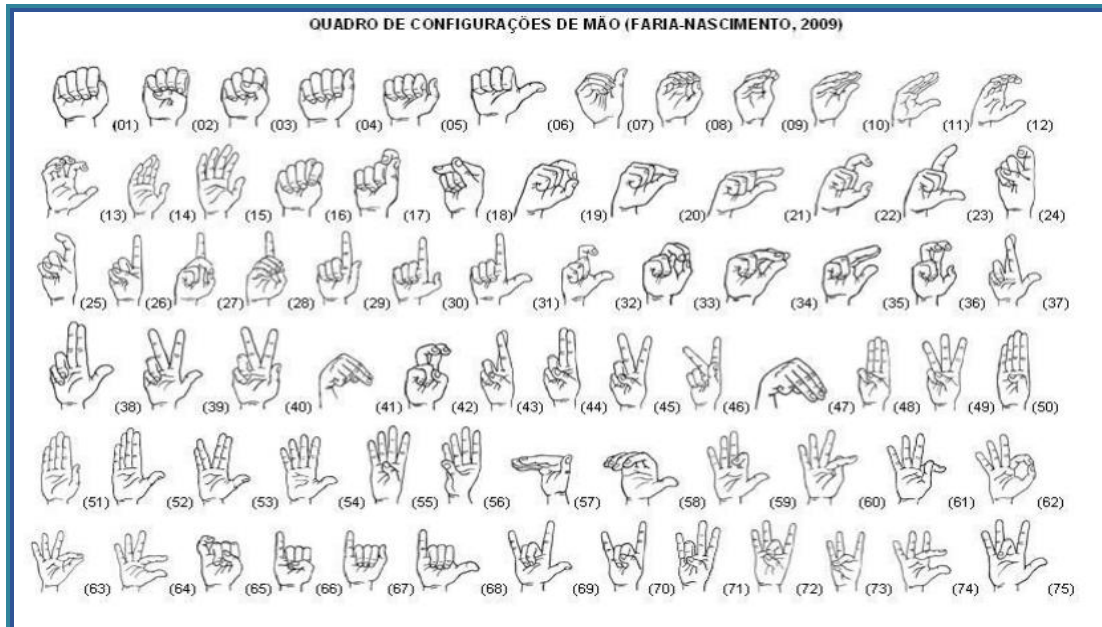 QUADRO DE CONFIGURAÇÕES DE MÃO (FARIA-NASCIMENTO, 2009)
(01) (02) (03) (04) (05) (06) (07) (08) (09) (10) (11) (12)
(13) (14) (15) (16) (17) (18) (19) (20) (21) (22) (23) (24)
(25) (26) (27) (28) (29) (30) (31) (32) (33) (34) (35) (36) (37)
(38) (39) (40) (41) (42) (43) (44) (45) (46) (47) (48) (49) (50)
(51) (52) (53) (54) (55) (56) (57) (58) (59) (60) (61) (62)
(63) (64) (65) (66) (67) (68) (69) (70) (71) (72) (73) (74) (75)